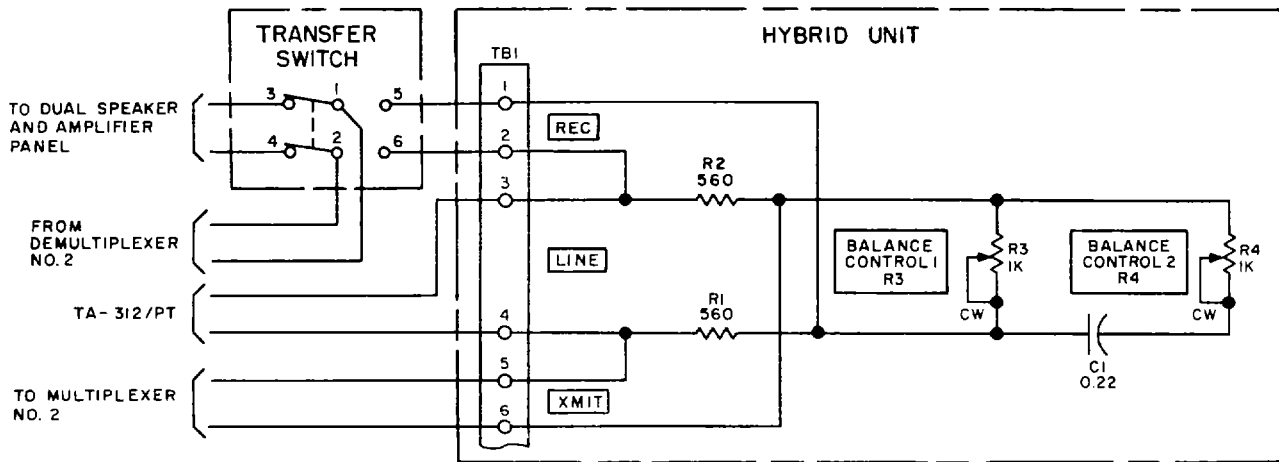 TRANSFER
SWITCH
HYBRID UNIT
TB1
3 1 5 1
TO DUAL SPEAKER
AND AMPLIFIER
PANEL
REC
4 2 6 2
3
R2
560
FROM
DEMULTIPLEXER
NO. 2
LINE
BALANCE
CONTROL 1
R3
R3
1K
BALANCE
CONTROL 2
R4
R4
1K
TA-312/PT
R1
560
4
CW
CW
5
C1
0.22
TO MULTIPLEXER
NO. 2
XMIT
6